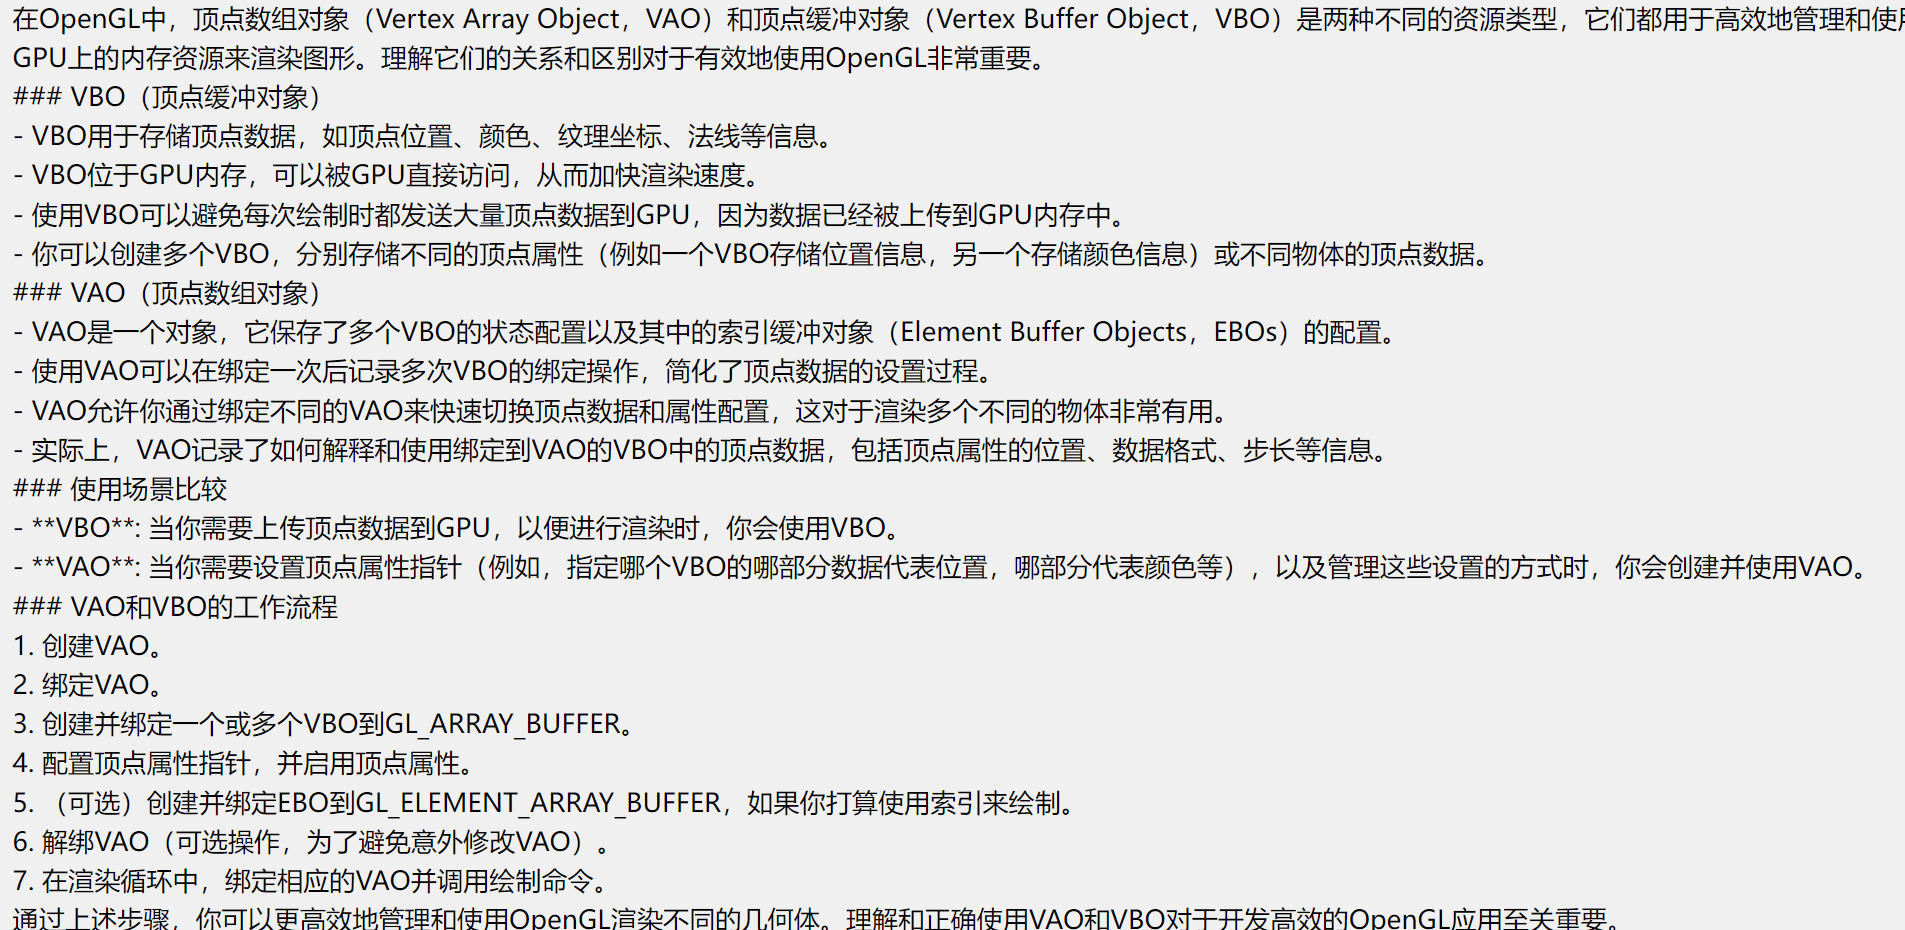 在OpenGL中，顶点数组对象（Vertex Array Object，VAO）和顶点缓冲对象（Vertex Buffer Object，VBO）是两种不同的资源类型，它们都用于高效地管理和使用
GPU上的内存资源来渲染图形。理解它们的关系和区别对于有效地使用OpenGL非常重要。
### VBO（顶点缓冲对象）
- VBO用于存储顶点数据，如顶点位置、颜色、纹理坐标、法线等信息。
- VBO位于GPU内存，可以被GPU直接访问，从而加快渲染速度。
- 使用VBO可以避免每次绘制时都发送大量顶点数据到GPU，因为数据已经被上传到GPU内存中。
- 你可以创建多个VBO，分别存储不同的顶点属性（例如一个VBO存储位置信息，另一个存储颜色信息）或不同物体的顶点数据。
### VAO（顶点数组对象）
- VAO是一个对象，它保存了多个VBO的状态配置以及其中的索引缓冲对象（Element Buffer Objects，EBOs）的配置。
- 使用VAO可以在绑定一次后记录多次VBO的绑定操作，简化了顶点数据的设置过程。
- VAO允许你通过绑定不同的VAO来快速切换顶点数据和属性配置，这对于渲染多个不同的物体非常有用。
- 实际上，VAO记录了如何解释和使用绑定到VAO的VBO中的顶点数据，包括顶点属性的位置、数据格式、步长等信息。
### 使用场景比较
- **VBO**: 当你需要上传顶点数据到GPU，以便进行渲染时，你会使用VBO。
- **VAO**: 当你需要设置顶点属性指针（例如，指定哪个VBO的哪部分数据代表位置，哪部分代表颜色等），以及管理这些设置的方式时，你会创建并使用VAO。
### VAO和VBO的工作流程
1. 创建VAO。
2. 绑定VAO。
3. 创建并绑定一个或多个VBO到GL_ARRAY_BUFFER。
4. 配置顶点属性指针，并启用顶点属性。
5. （可选）创建并绑定EBO到GL_ELEMENT_ARRAY_BUFFER，如果你打算使用索引来绘制。
6. 解绑VAO（可选操作，为了避免意外修改VAO）。
7. 在渲染循环中，绑定相应的VAO并调用绘制命令。
通过上述步骤，你可以更高效地管理和使用OpenGL渲染不同的几何体。理解和正确使用VAO和VBO对于开发高效的OpenGL应用至关重要。